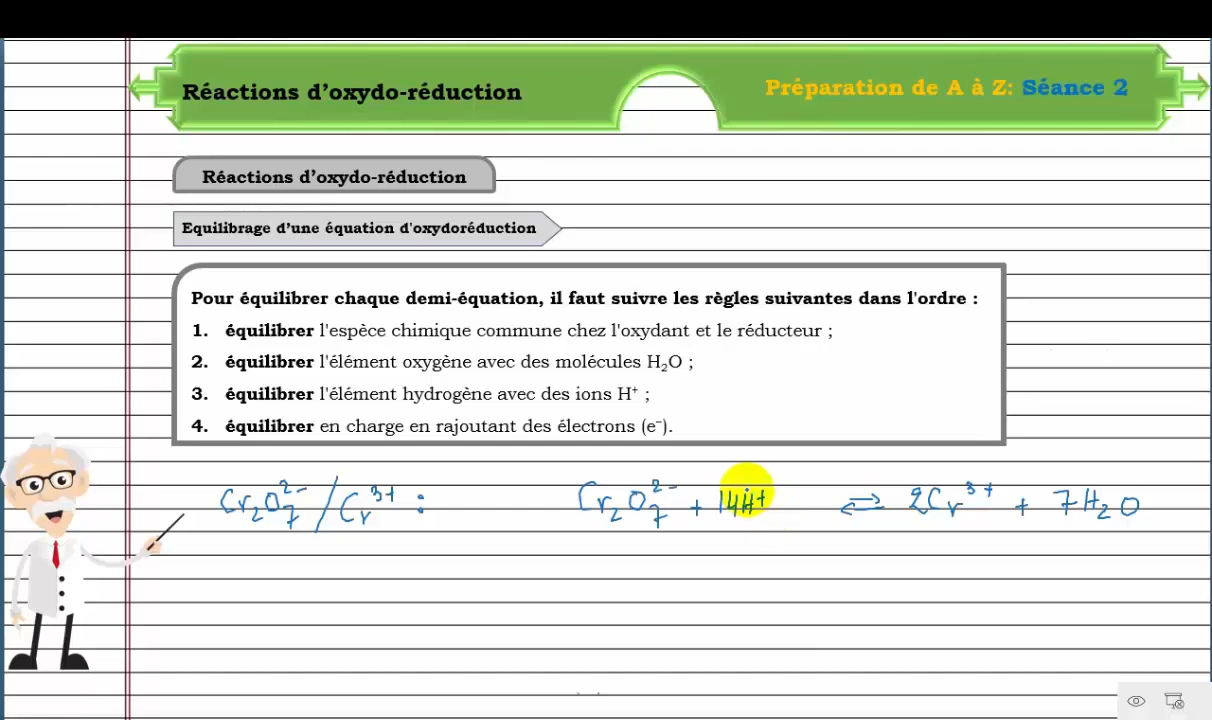 Réactions d'oxydo-réduction
Préparation de A à Z: Séance 2
Réactions d'oxydo-réduction
Equilibrage d'une équation d'oxydoréduction
Pour équilibrer chaque demi-équation, il faut suivre les règles suivantes dans l'ordre :
1. équilibrer l'espèce chimique commune chez l'oxydant et le réducteur ;
2. équilibrer l'élément oxygène avec des molécules H₂O ;
3. équilibrer l'élément hydrogène avec des ions H⁺ ;
4. équilibrer en charge en rajoutant des électrons (e⁻).
Cr₂O₇²⁻ / Cr³⁺ : Cr₂O₇²⁻ + 14H⁺ ⇌ 2Cr³⁺ + 7H₂O